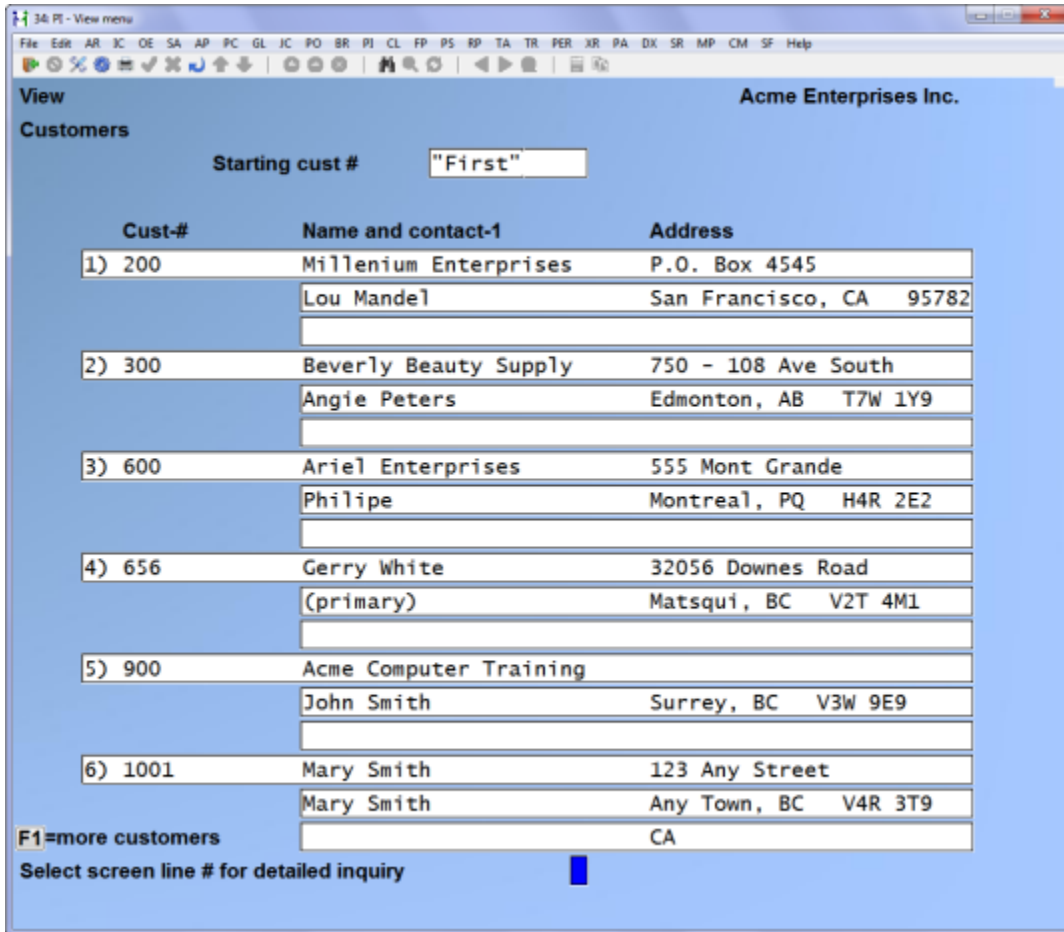 34: PI - View menu
File Edit AR IC OE SA AP PC GL JC PO BR PI CL FP PS RP TA TR PER XR PA DX SR MP CM SF Help
View Acme Enterprises Inc.
Customers
Starting cust # "First"
Cust-# Name and contact-1 Address
1) 200 Millenium Enterprises P.O. Box 4545
Lou Mandel San Francisco, CA 95782
2) 300 Beverly Beauty Supply 750 - 108 Ave South
Angie Peters Edmonton, AB T7W 1Y9
3) 600 Ariel Enterprises 555 Mont Grande
Philipe Montreal, PQ H4R 2E2
4) 656 Gerry White 32056 Downes Road
(primary) Matsqui, BC V2T 4M1
5) 900 Acme Computer Training
John Smith Surrey, BC V3W 9E9
6) 1001 Mary Smith 123 Any Street
Mary Smith Any Town, BC V4R 3T9
F1=more customers CA
Select screen line # for detailed inquiry